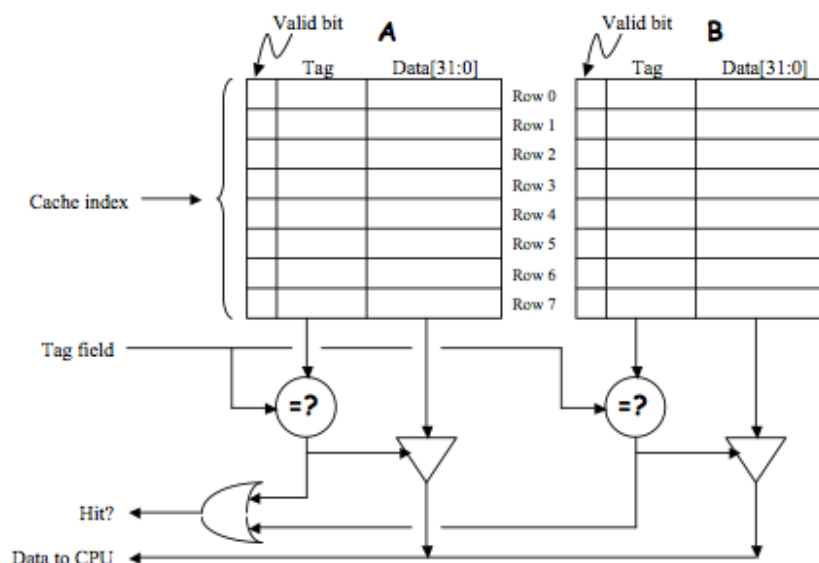 Valid bit A Valid bit B
Tag Data[31:0] Tag Data[31:0]
Row 0
Row 1
Row 2
Row 3
Cache index
Row 4
Row 5
Row 6
Row 7
Tag field
=? =?
Hit?
Data to CPU